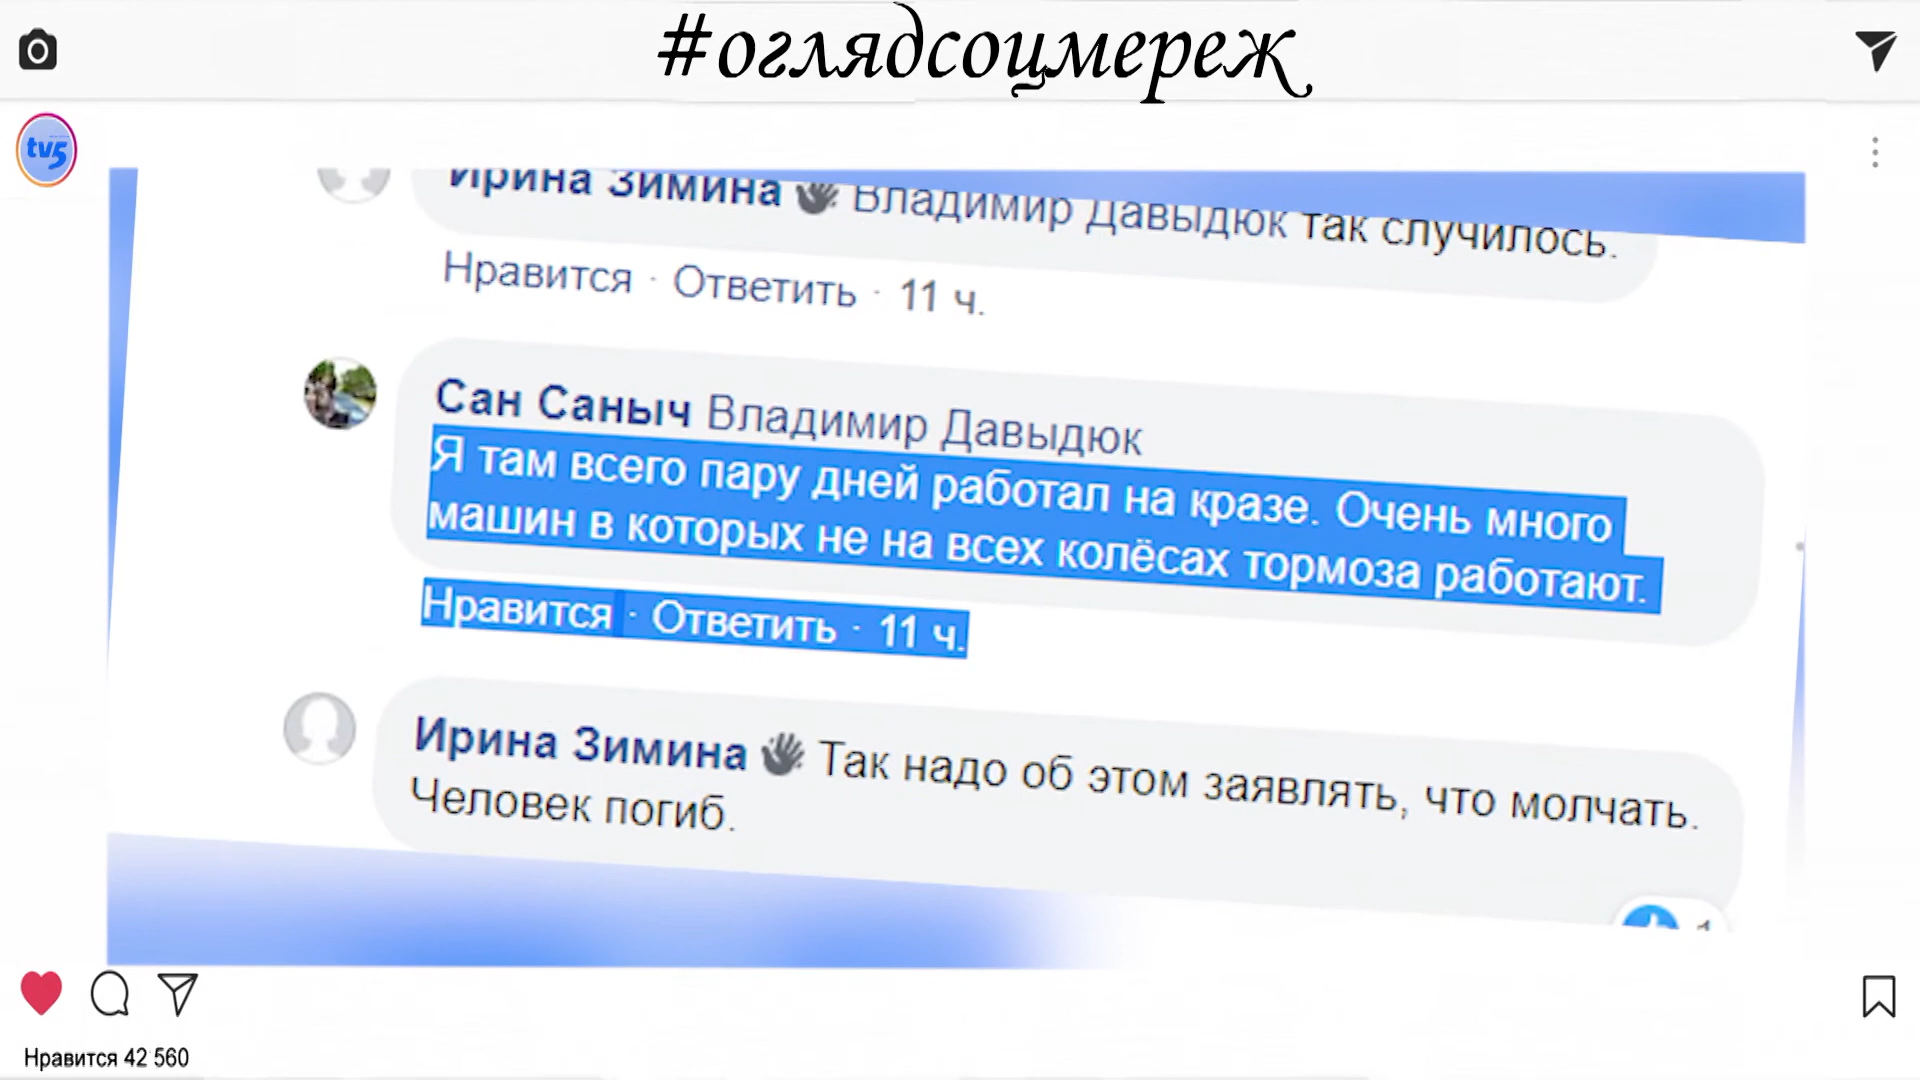 #оглядсоцмереж
tv5
Ирина Зимина Владимир Давыдюк так случилось.
Нравится · Ответить · 11 ч.
Сан Саныч Владимир Давыдюк
Я там всего пару дней работал на кразе. Очень много
машин в которых не на всех колёсах тормоза работают.
Нравится · Ответить · 11 ч.
Ирина Зимина Так надо об этом заявлять, что молчать.
Человек погиб.
1
Нравится 42 560